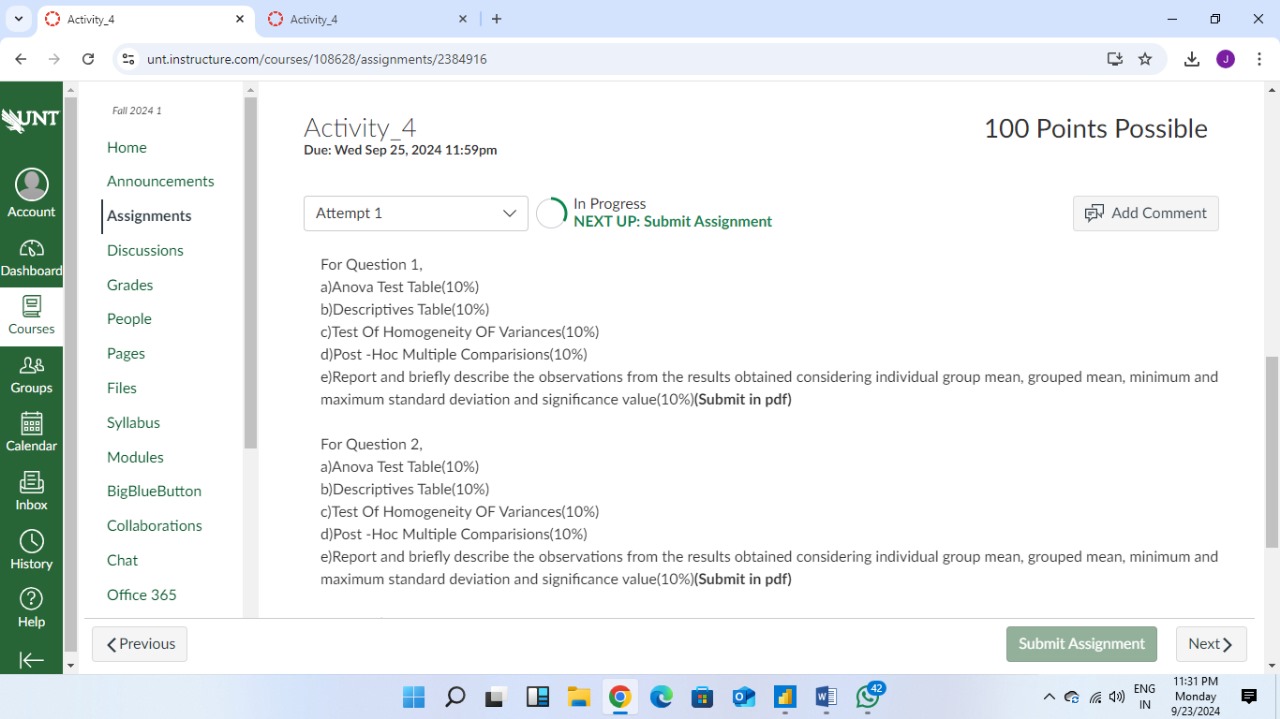 Activity_4
Activity_4
unt.instructure.com/courses/108628/assignments/2384916
J
UNT
Account
Dashboard
Courses
Groups
Calendar
Inbox
History
Help
Fall 2024 1
Home
Announcements
Assignments
Discussions
Grades
People
Pages
Files
Syllabus
Modules
BigBlueButton
Collaborations
Chat
Office 365
Activity_4
100 Points Possible
Due: Wed Sep 25, 2024 11:59pm
Attempt 1
In Progress
NEXT UP: Submit Assignment
Add Comment
For Question 1,
a)Anova Test Table(10%)
b)Descriptives Table(10%)
c)Test Of Homogeneity OF Variances(10%)
d)Post -Hoc Multiple Comparisions(10%)
e)Report and briefly describe the observations from the results obtained considering individual group mean, grouped mean, minimum and
maximum standard deviation and significance value(10%)(Submit in pdf)
For Question 2,
a)Anova Test Table(10%)
b)Descriptives Table(10%)
c)Test Of Homogeneity OF Variances(10%)
d)Post -Hoc Multiple Comparisions(10%)
e)Report and briefly describe the observations from the results obtained considering individual group mean, grouped mean, minimum and
maximum standard deviation and significance value(10%)(Submit in pdf)
Previous
Submit Assignment
Next
42
ENG
IN
11:31 PM
Monday
9/23/2024